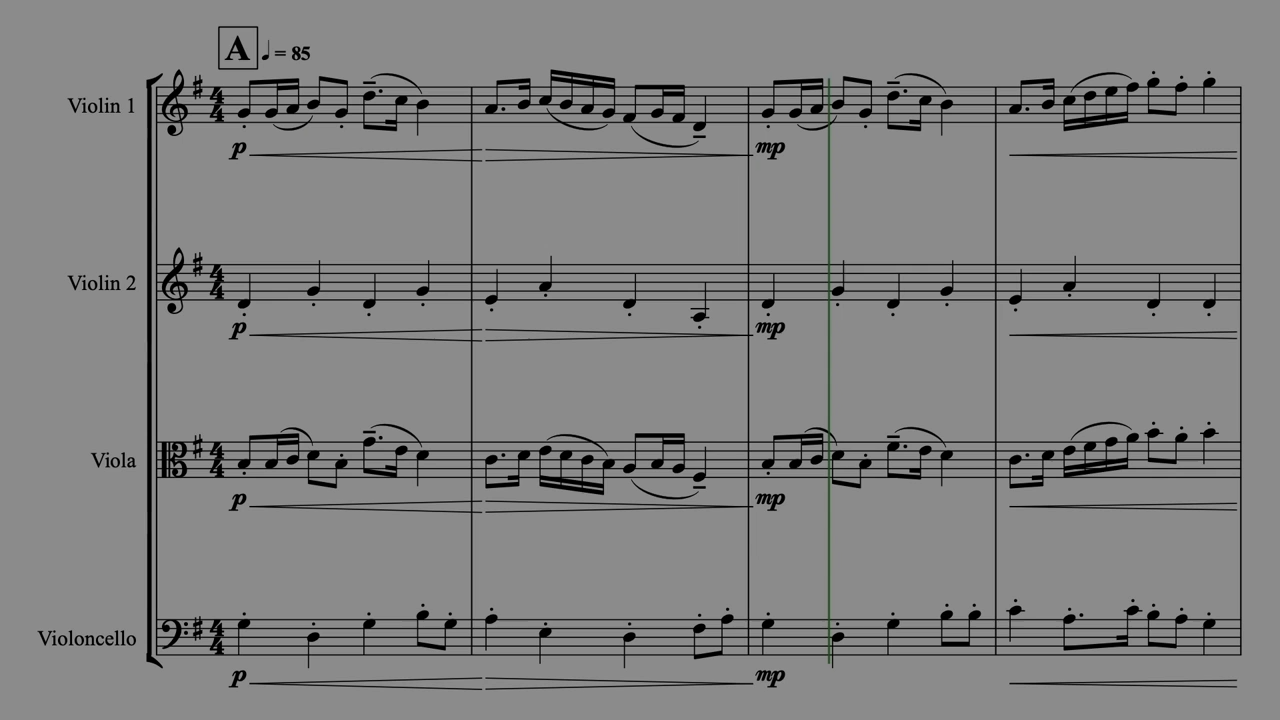 A ♩ = 85
Violin 1
p mp
Violin 2
p mp
Viola
p mp
Violoncello
p mp